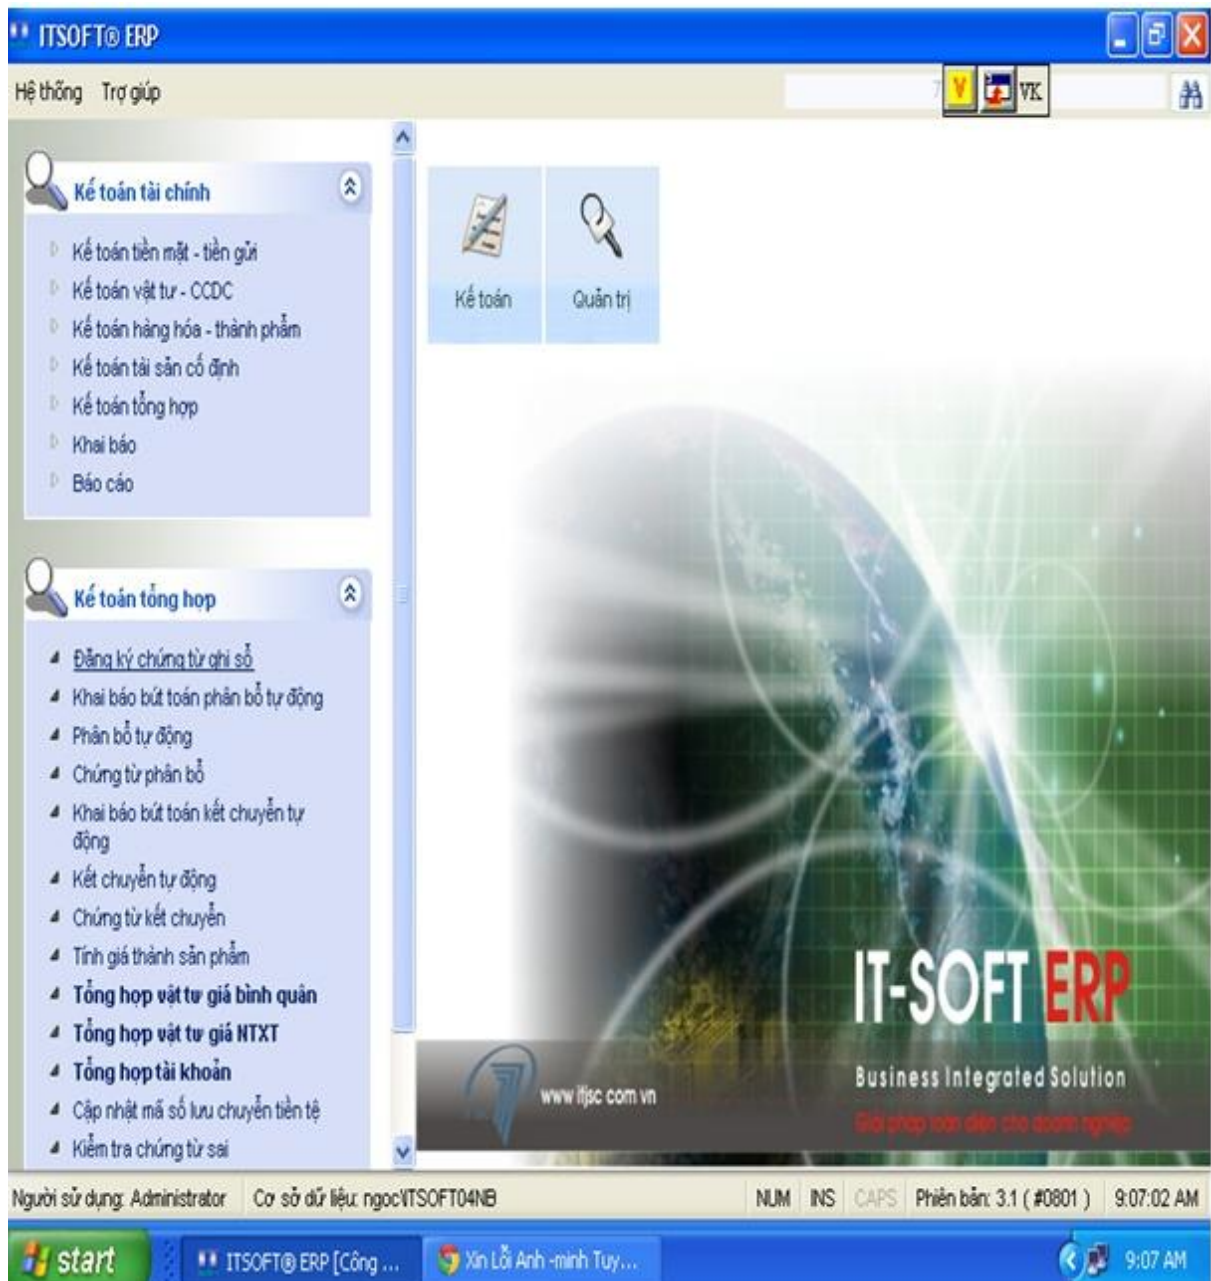 ITSOFT® ERP
Hệ thống Trợ giúp
VK
Kế toán tài chính
Kế toán tiền mặt - tiền gửi
Kế toán vật tư - CCDC
Kế toán hàng hóa - thành phẩm
Kế toán tài sản cố định
Kế toán tổng hợp
Khai báo
Báo cáo
Kế toán Quản trị
Kế toán tổng hợp
Đăng ký chứng từ ghi sổ
Khai báo bút toán phân bổ tự động
Phân bổ tự động
Chứng từ phân bổ
Khai báo bút toán kết chuyển tự
động
Kết chuyển tự động
Chứng từ kết chuyển
Tính giá thành sản phẩm
Tổng hợp vật tư giá bình quân
Tổng hợp vật tư giá NTXT
Tổng hợp tài khoản
Cập nhật mã số lưu chuyển tiền tệ
Kiểm tra chứng từ sai
IT-SOFT ERP
Business Integrated Solution
Giải pháp toàn diện cho doanh nghiệp
www itjsc com vn
Người sử dụng: Administrator Cơ sở dữ liệu: ngoc\ITSOFT04NB NUM INS CAPS Phiên bản: 3.1 ( #0801 ) 9:07:02 AM
start ITSOFT® ERP [Công ... Xin Lỗi Anh -minh Tuy... 9:07 AM